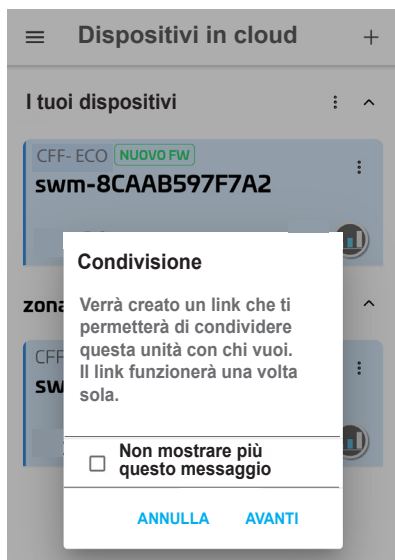 Dispositivi in cloud
I tuoi dispositivi
CFF- ECO NUOVO FW
swm-8CAAB597F7A2
Condivisione
zona
Verrà creato un link che ti
permetterà di condividere
questa unità con chi vuoi.
Il link funzionerà una volta
sola.
CFF
sw
Non mostrare più
questo messaggio
ANNULLA AVANTI